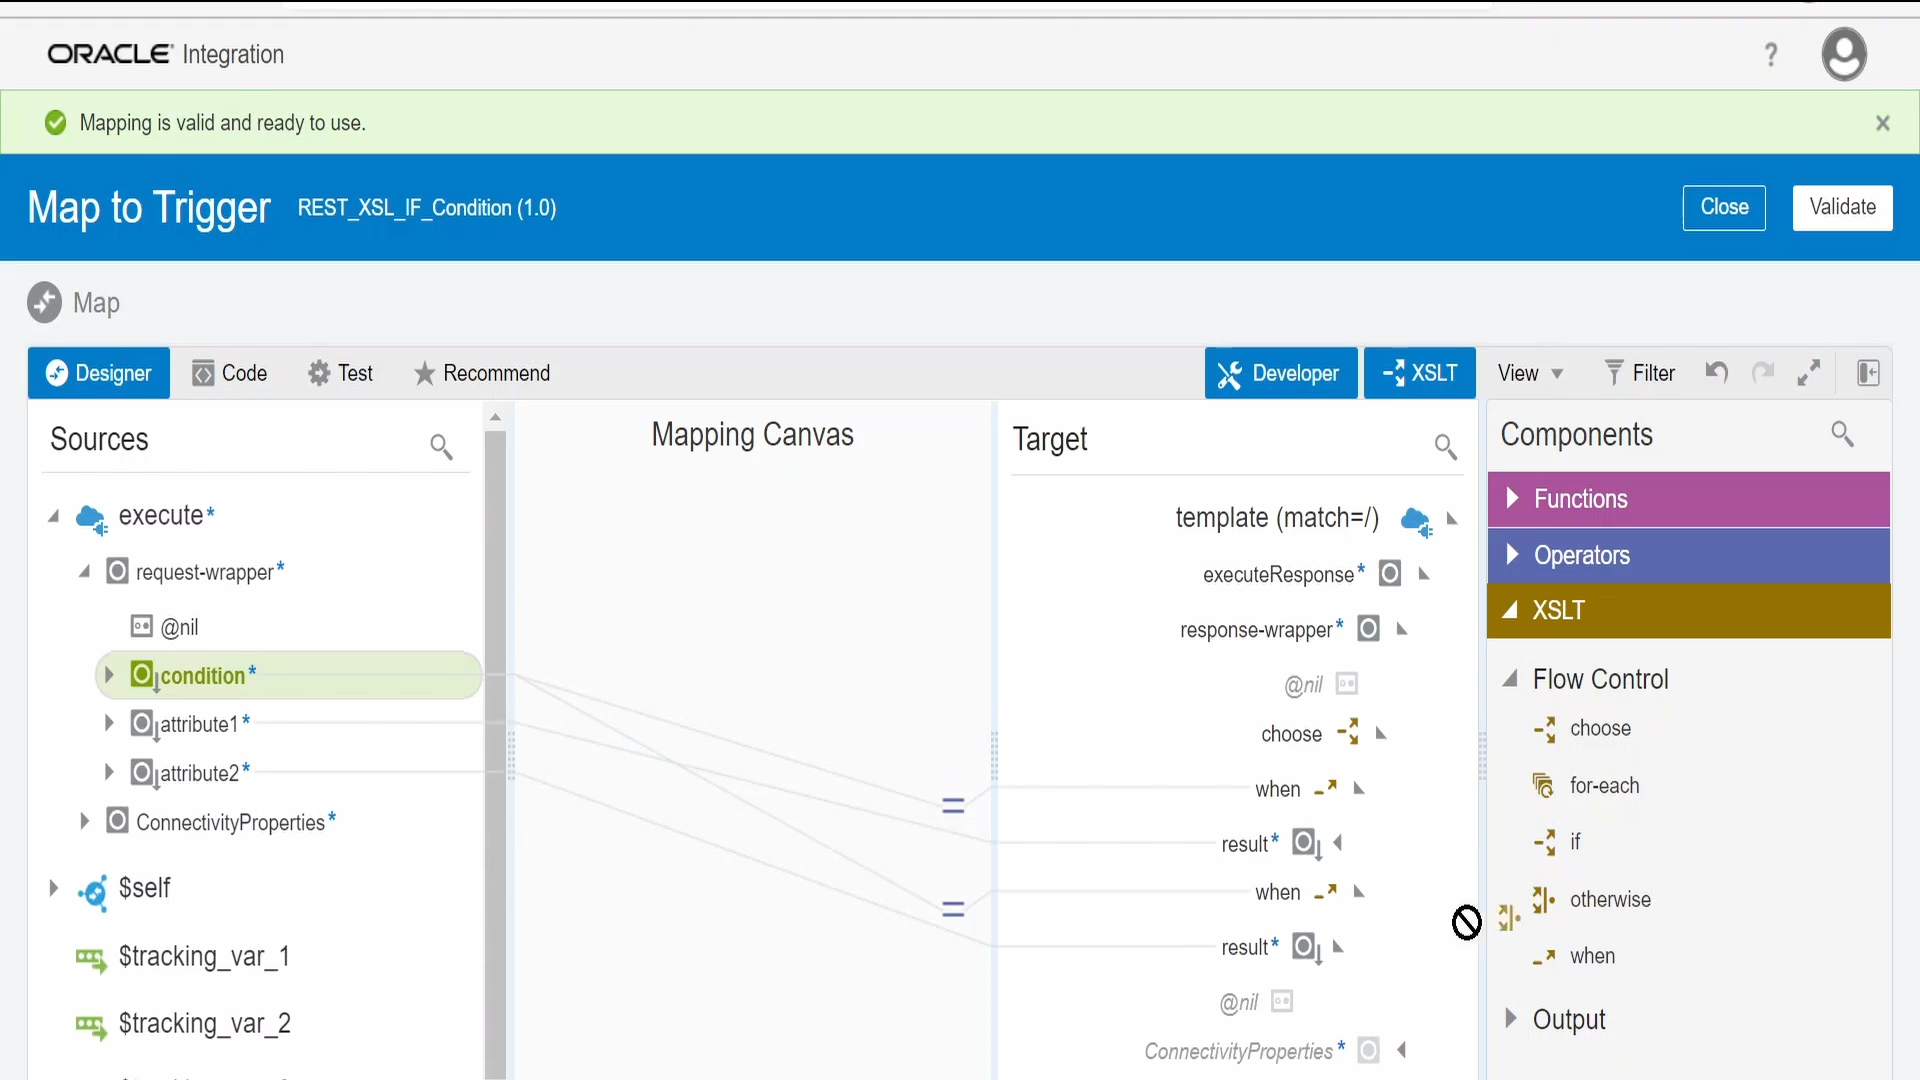 ORACLE Integration
?
Mapping is valid and ready to use.
Map to Trigger REST_XSL_IF_Condition (1.0)
Close
Validate
Map
Designer
Code
Test
Recommend
Developer
XSLT
View
Filter
Sources
execute*
request-wrapper*
@nil
condition*
attribute1*
attribute2*
ConnectivityProperties*
$self
$tracking_var_1
$tracking_var_2
Mapping Canvas
Target
template (match=/)
executeResponse*
response-wrapper*
@nil
choose
when
result*
when
result*
@nil
ConnectivityProperties*
Components
Functions
Operators
XSLT
Flow Control
choose
for-each
if
otherwise
when
Output